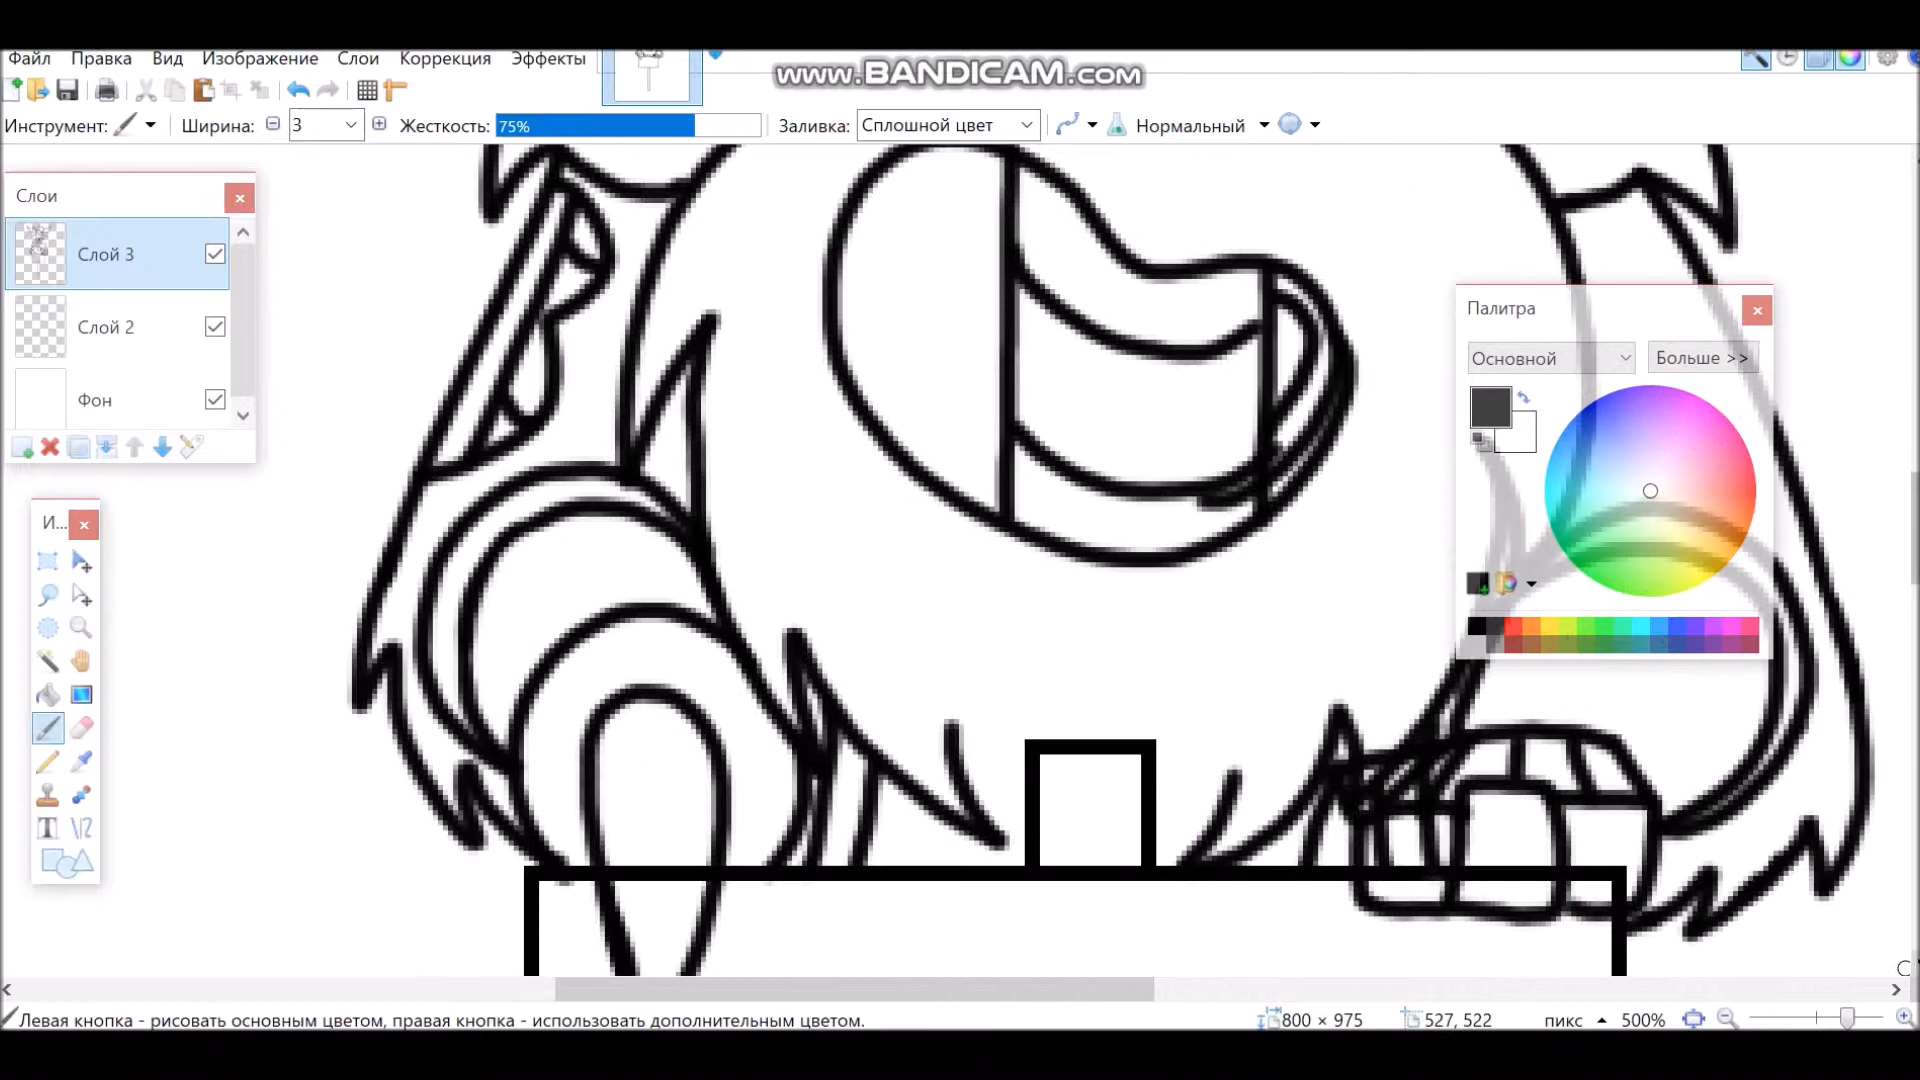 www.BANDICAM.com
Файл Правка Вид Изображение Слои Коррекция Эффекты
Инструмент: Ширина: 3 Жесткость: 75% Заливка: Сплошной цвет Нормальный
Слои
Слой 3
Слой 2
Фон
И...
Палитра
Основной Больше >>
Левая кнопка - рисовать основным цветом, правая кнопка - использовать дополнительным цветом.
800 × 975 527, 522 пикс 500%